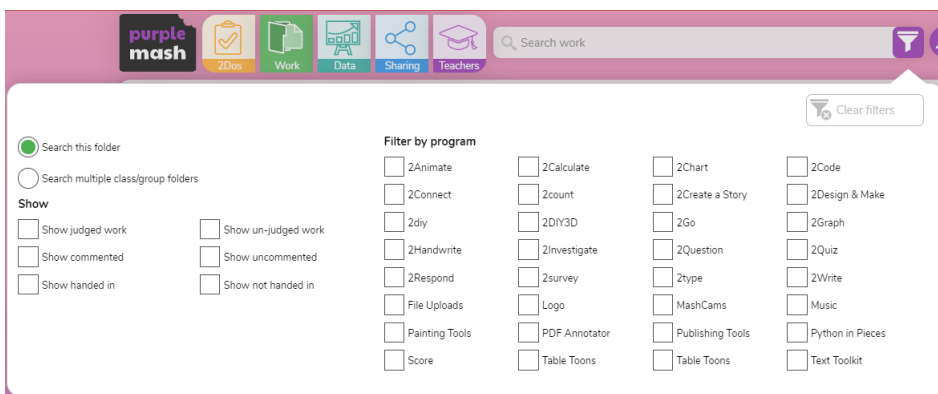 purple
mash
2Dos
Work
Data
Sharing
Teachers
Search work
Clear filters
Search this folder
Search multiple class/group folders
Show
Show judged work
Show un-judged work
Show commented
Show uncommented
Show handed in
Show not handed in
Filter by program
2Animate
2Calculate
2Chart
2Code
2Connect
2count
2Create a Story
2Design & Make
2diy
2DIY3D
2Go
2Graph
2Handwrite
2Investigate
2Question
2Quiz
2Respond
2survey
2type
2Write
File Uploads
Logo
MashCams
Music
Painting Tools
PDF Annotator
Publishing Tools
Python in Pieces
Score
Table Toons
Table Toons
Text Toolkit